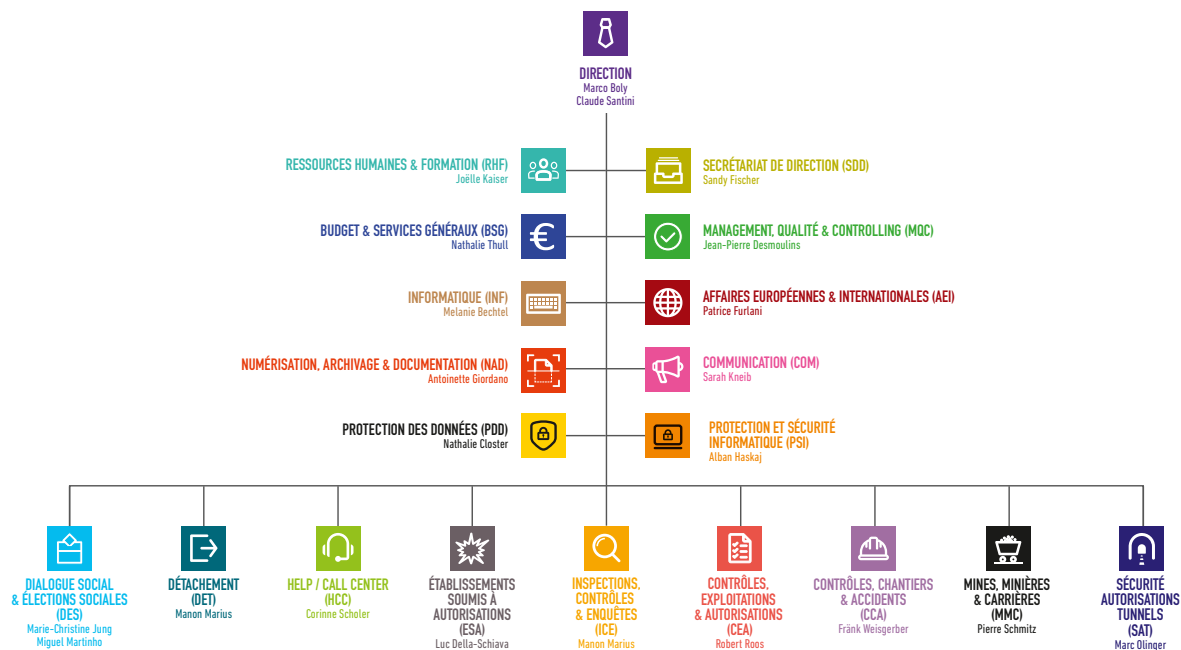 DIRECTION
Marco Boly
Claude Santini
RESSOURCES HUMAINES & FORMATION (RHF)
Joëlle Kaiser
SECRÉTARIAT DE DIRECTION (SDD)
Sandy Fischer
BUDGET & SERVICES GÉNÉRAUX (BSG)
Nathalie Thull
€
MANAGEMENT, QUALITÉ & CONTROLLING (MQC)
Jean-Pierre Desmoulins
INFORMATIQUE (INF)
Melanie Bechtel
AFFAIRES EUROPÉENNES & INTERNATIONALES (AEI)
Patrice Furlani
NUMÉRISATION, ARCHIVAGE & DOCUMENTATION (NAD)
Antoinette Giordano
COMMUNICATION (COM)
Sarah Kneib
PROTECTION DES DONNÉES (PDD)
Nathalie Closter
PROTECTION ET SÉCURITÉ
INFORMATIQUE (PSI)
Alban Haskaj
DIALOGUE SOCIAL
& ÉLECTIONS SOCIALES
(DES)
Marie-Christine Jung
Miguel Martinho
DÉTACHEMENT
(DET)
Manon Marius
HELP / CALL CENTER
(HCC)
Corinne Scholer
ÉTABLISSEMENTS
SOUMIS À
AUTORISATIONS
(ESA)
Luc Della-Schiava
INSPECTIONS,
CONTRÔLES
& ENQUÊTES
(ICE)
Manon Marius
CONTRÔLES,
EXPLOITATIONS
& AUTORISATIONS
(CEA)
Robert Roos
CONTRÔLES, CHANTIERS
& ACCIDENTS
(CCA)
Fränk Weisgerber
MINES, MINIÈRES
& CARRIÈRES
(MMC)
Pierre Schmitz
SÉCURITÉ
AUTORISATIONS
TUNNELS
(SAT)
Marc Olinger